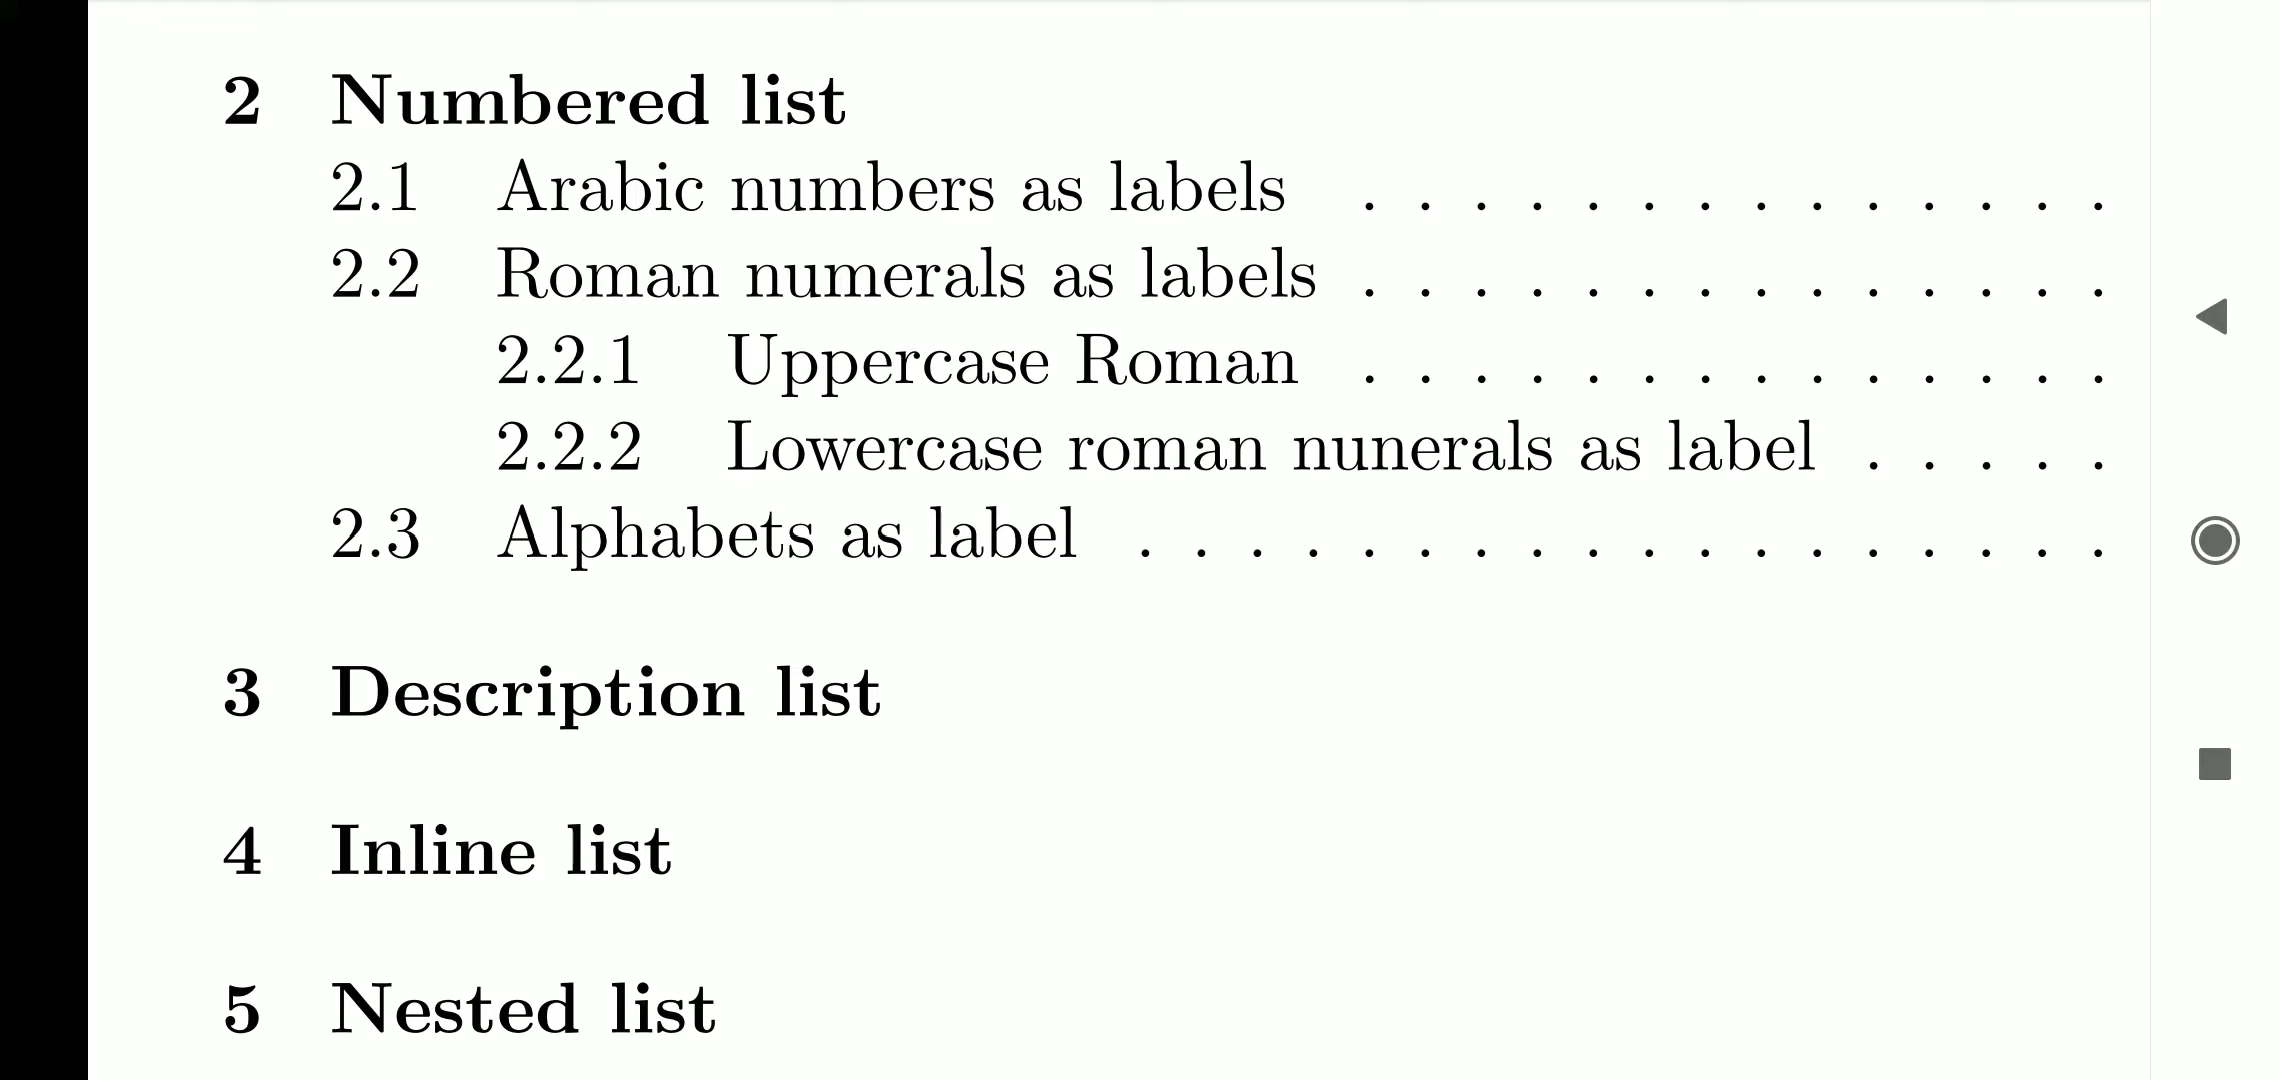 2 Numbered list
2.1 Arabic numbers as labels . . . . . . . . . . . . . .
2.2 Roman numerals as labels . . . . . . . . . . . . . .
2.2.1 Uppercase Roman . . . . . . . . . . . . . .
2.2.2 Lowercase roman nunerals as label . . . . .
2.3 Alphabets as label . . . . . . . . . . . . . . . . . .
3 Description list
4 Inline list
5 Nested list